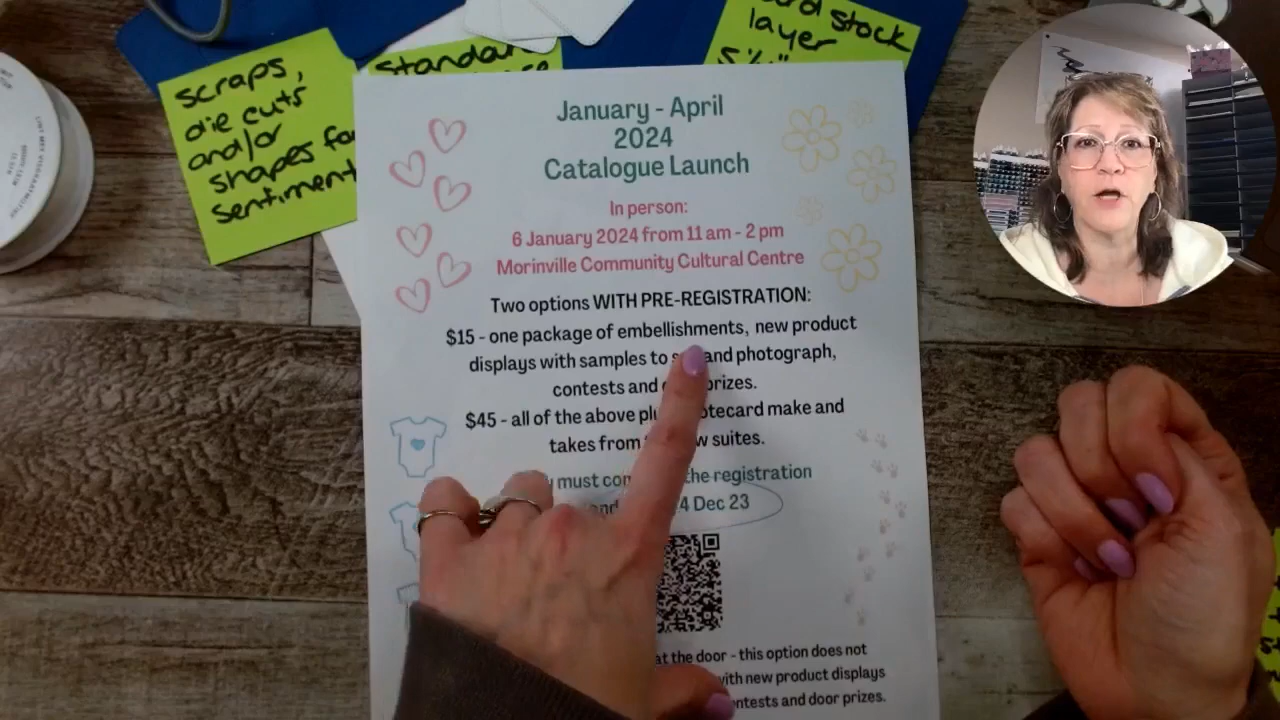 scraps,
die cuts
and/or
shapes for
sentiment
Standard
card stock
layer
January - April
2024
Catalogue Launch
In person:
6 January 2024 from 11 am - 2 pm
Morinville Community Cultural Centre
Two options WITH PRE-REGISTRATION:
$15 - one package of embellishments, new product
displays with samples to and photograph,
contests and prizes.
$45 - all of the above make and
takes from suites.
must the registration
4 Dec 23
at the door - this option does not
with new product displays
contests and door prizes.